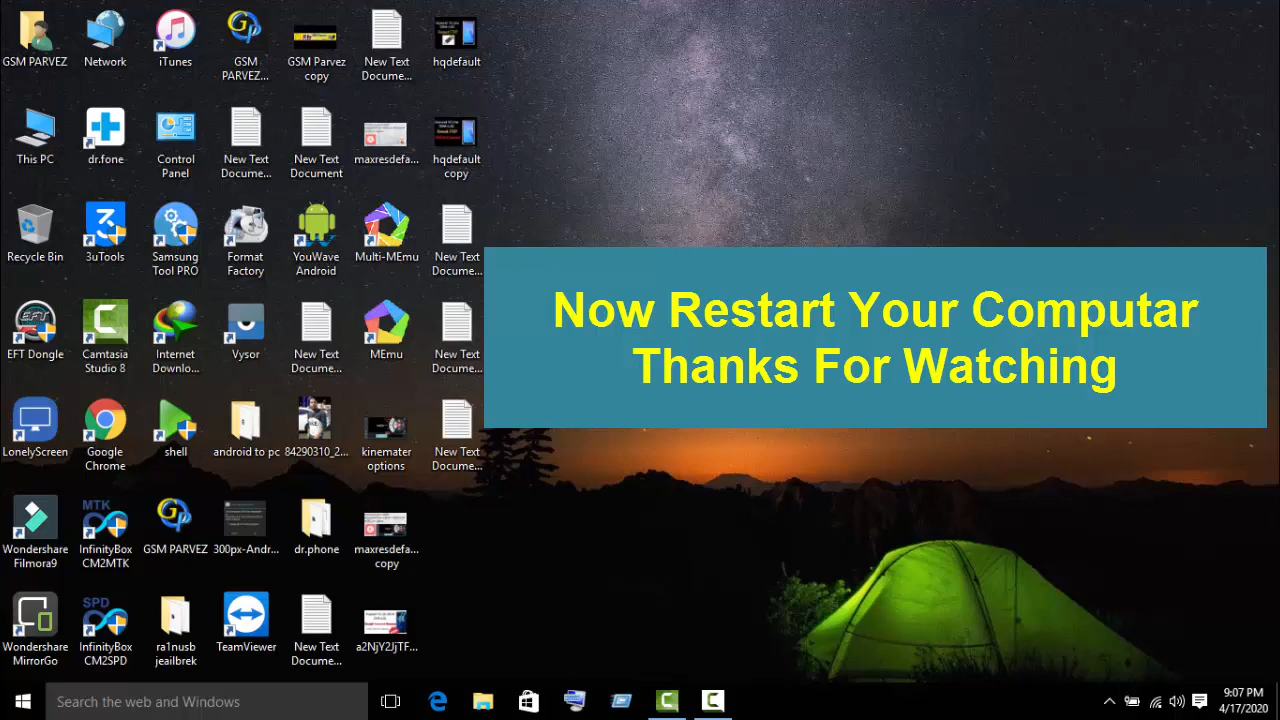 GSM PARVEZ
Network
iTunes
GSM
PARVEZ...
GSM Parvez
copy
New Text
Docume...
hqdefault
This PC
dr.fone
Control
Panel
New Text
Docume...
New Text
Document
maxresdefa...
hqdefault
copy
Recycle Bin
3uTools
Samsung
Tool PRO
Format
Factory
YouWave
Android
Multi-MEmu
New Text
Docume...
EFT Dongle
Camtasia
Studio 8
Internet
Downlo...
Vysor
New Text
Docume...
MEmu
New Text
Docume...
Now Restart Your Computar
Thanks For Watching
LonelyScreen
Google
Chrome
shell
android to pc
84290310_2...
kinemater
options
New Text
Docume...
Wondershare
Filmora9
MTK
InfinityBox
CM2MTK
GSM PARVEZ
300px-Andr...
dr.phone
maxresdefa...
copy
Wondershare
MirrorGo
SPD
InfinityBox
CM2SPD
ra1nusb
jeailbrek
TeamViewer
New Text
Docume...
a2NjY2JjTF...
Search the web and Windows
9:07 PM
4/17/2020